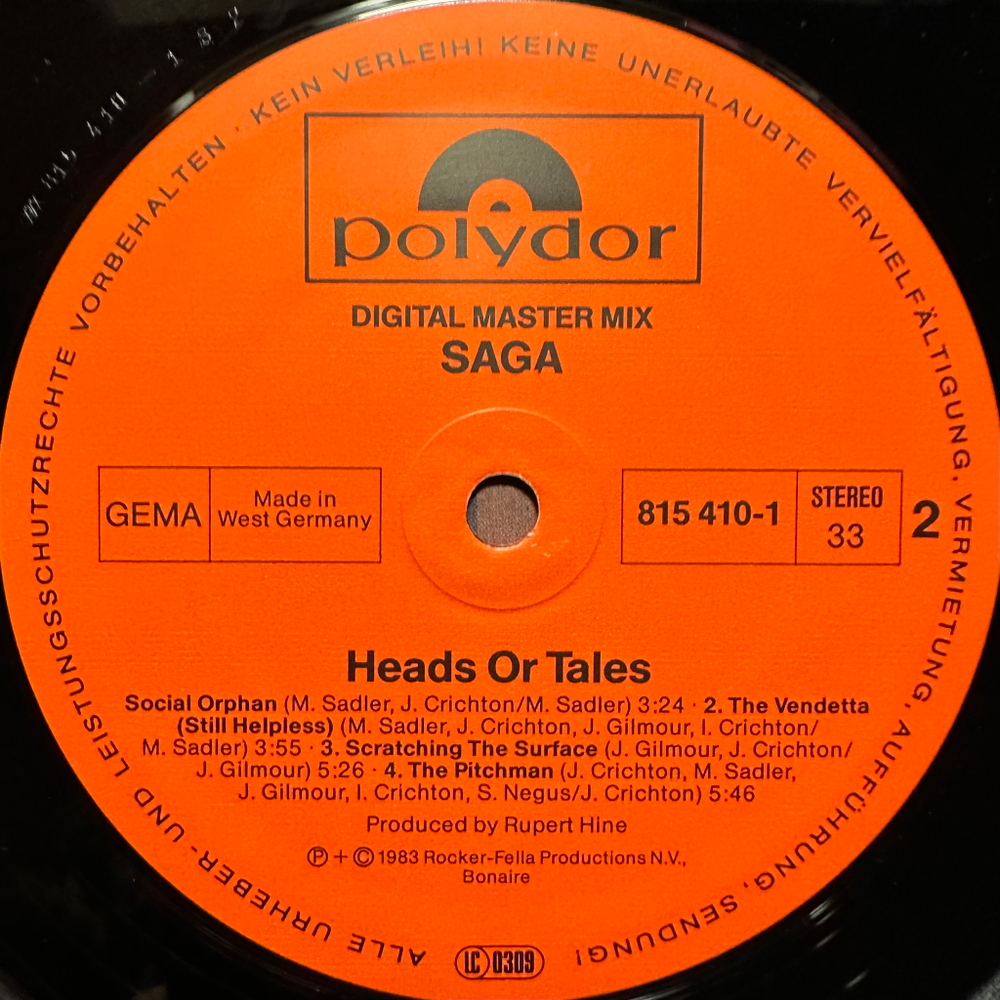 ALLE URHEBER- UND LEISTUNGSSCHUTZRECHTE VORBEHALTEN · KEIN VERLEIH! KEINE UNERLAUBTE VERVIELFÄLTIGUNG, VERMIETUNG, AUFFÜHRUNG, SENDUNG!
polydor
DIGITAL MASTER MIX
SAGA
GEMA
Made in
West Germany
815 410-1
STEREO
33
2
Heads Or Tales
Social Orphan (M. Sadler, J. Crichton/M. Sadler) 3:24 · 2. The Vendetta
(Still Helpless) (M. Sadler, J. Crichton, J. Gilmour, I. Crichton/
M. Sadler) 3:55 · 3. Scratching The Surface (J. Gilmour, J. Crichton/
J. Gilmour) 5:26 · 4. The Pitchman (J. Crichton, M. Sadler,
J. Gilmour, I. Crichton, S. Negus/J. Crichton) 5:46
Produced by Rupert Hine
Ⓟ + © 1983 Rocker-Fella Productions N.V.,
Bonaire
LC 0309